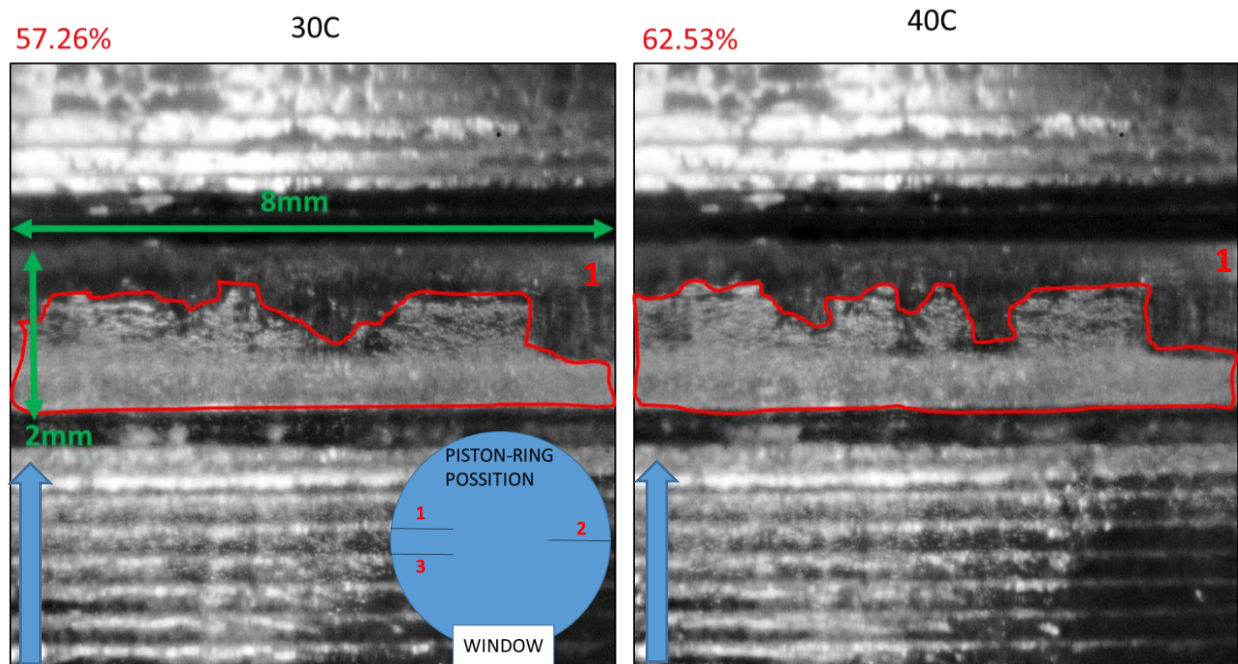 30C
57.26%
8mm
1
2mm
PISTON-RING
POSSITION
1
2
3
WINDOW
40C
62.53%
1